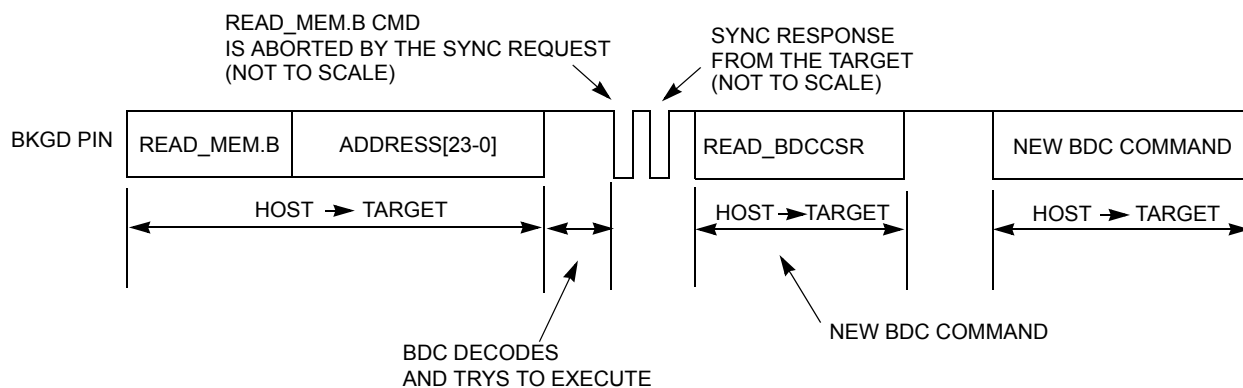 READ_MEM.B CMD
IS ABORTED BY THE SYNC REQUEST
(NOT TO SCALE)
SYNC RESPONSE
FROM THE TARGET
(NOT TO SCALE)
BKGD PIN
READ_MEM.B
ADDRESS[23-0]
READ_BDCCSR
NEW BDC COMMAND
HOST TARGET
HOST TARGET
HOST TARGET
NEW BDC COMMAND
BDC DECODES
AND TRYS TO EXECUTE